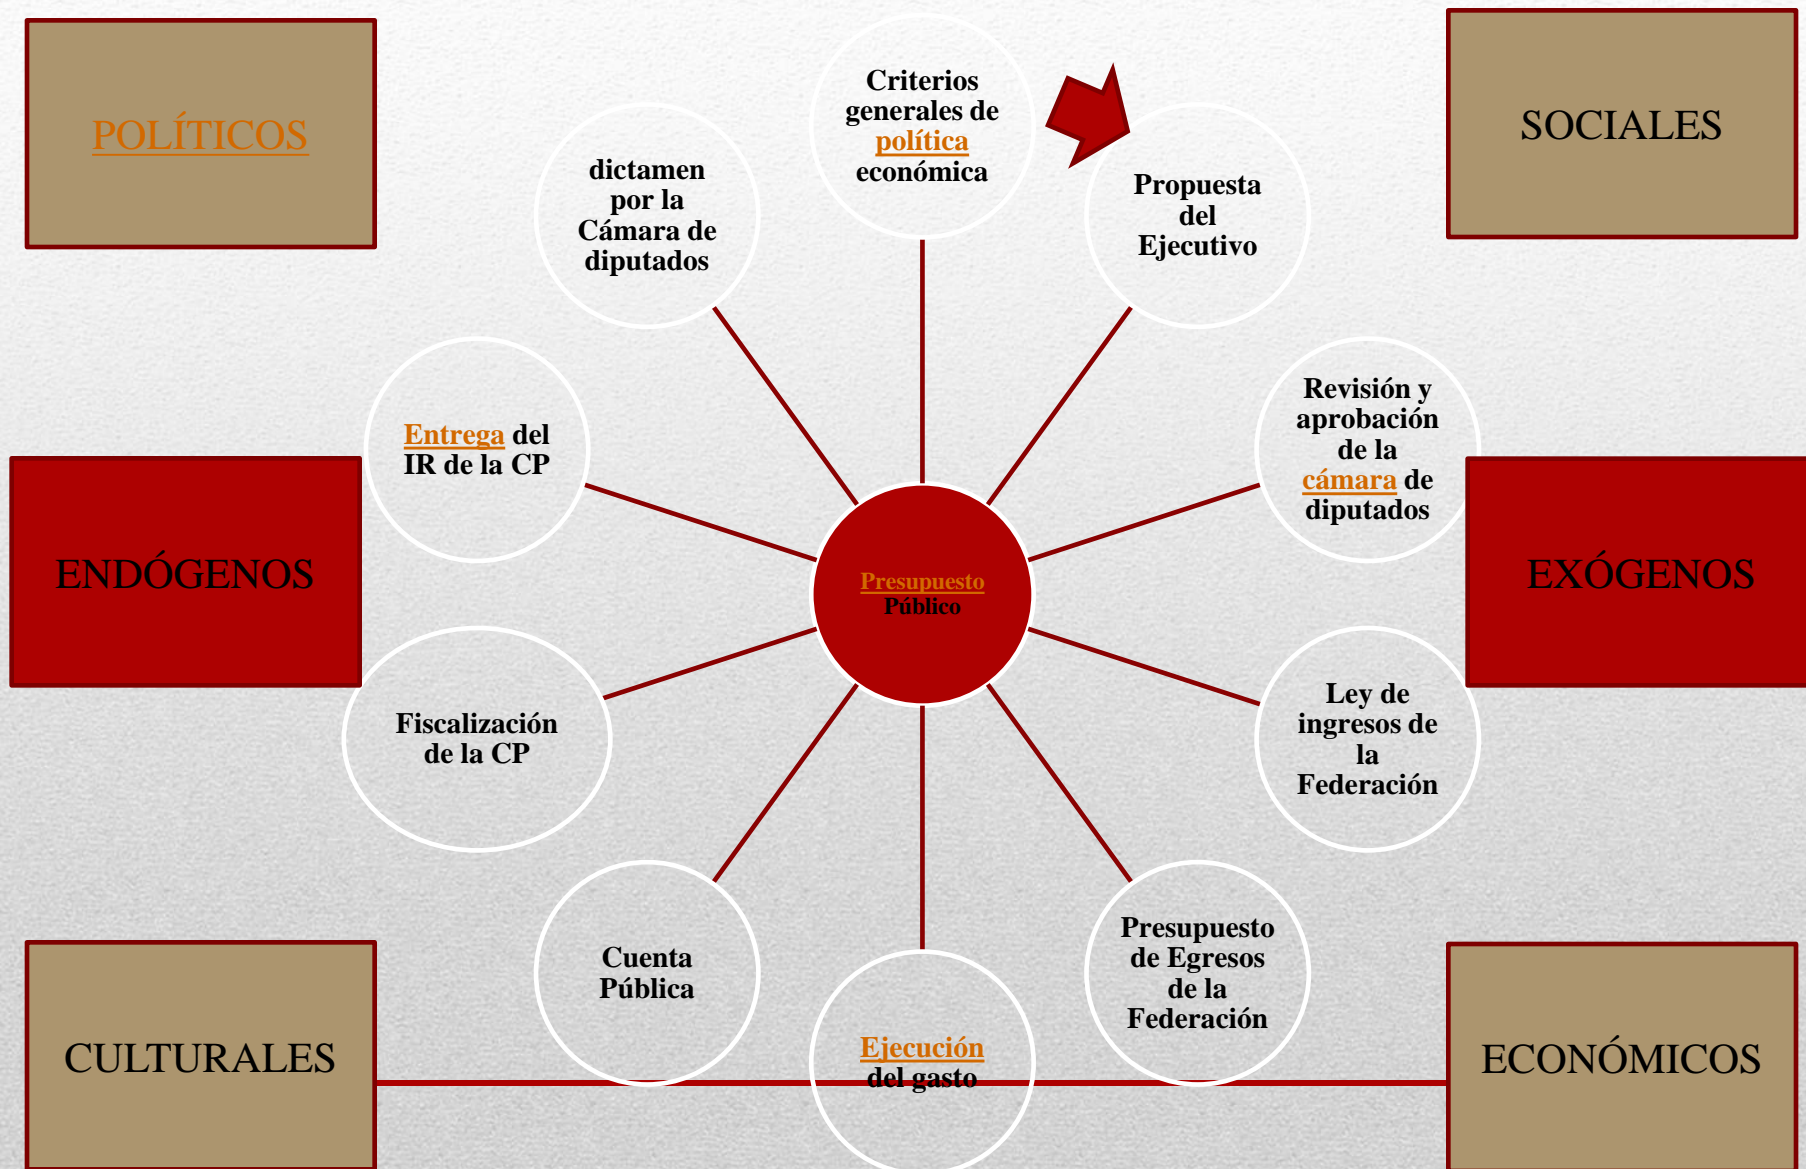 POLÍTICOS
SOCIALES
Criterios
generales de
política
económica
Propuesta
del
Ejecutivo
Revisión y
aprobación
de la
cámara de
diputados
Ley de
ingresos de
la
Federación
Presupuesto
de Egresos
de la
Federación
Ejecución
del gasto
Cuenta
Pública
Fiscalización
de la CP
Entrega del
IR de la CP
dictamen
por la
Cámara de
diputados
Presupuesto
Público
ENDÓGENOS
EXÓGENOS
CULTURALES
ECONÓMICOS